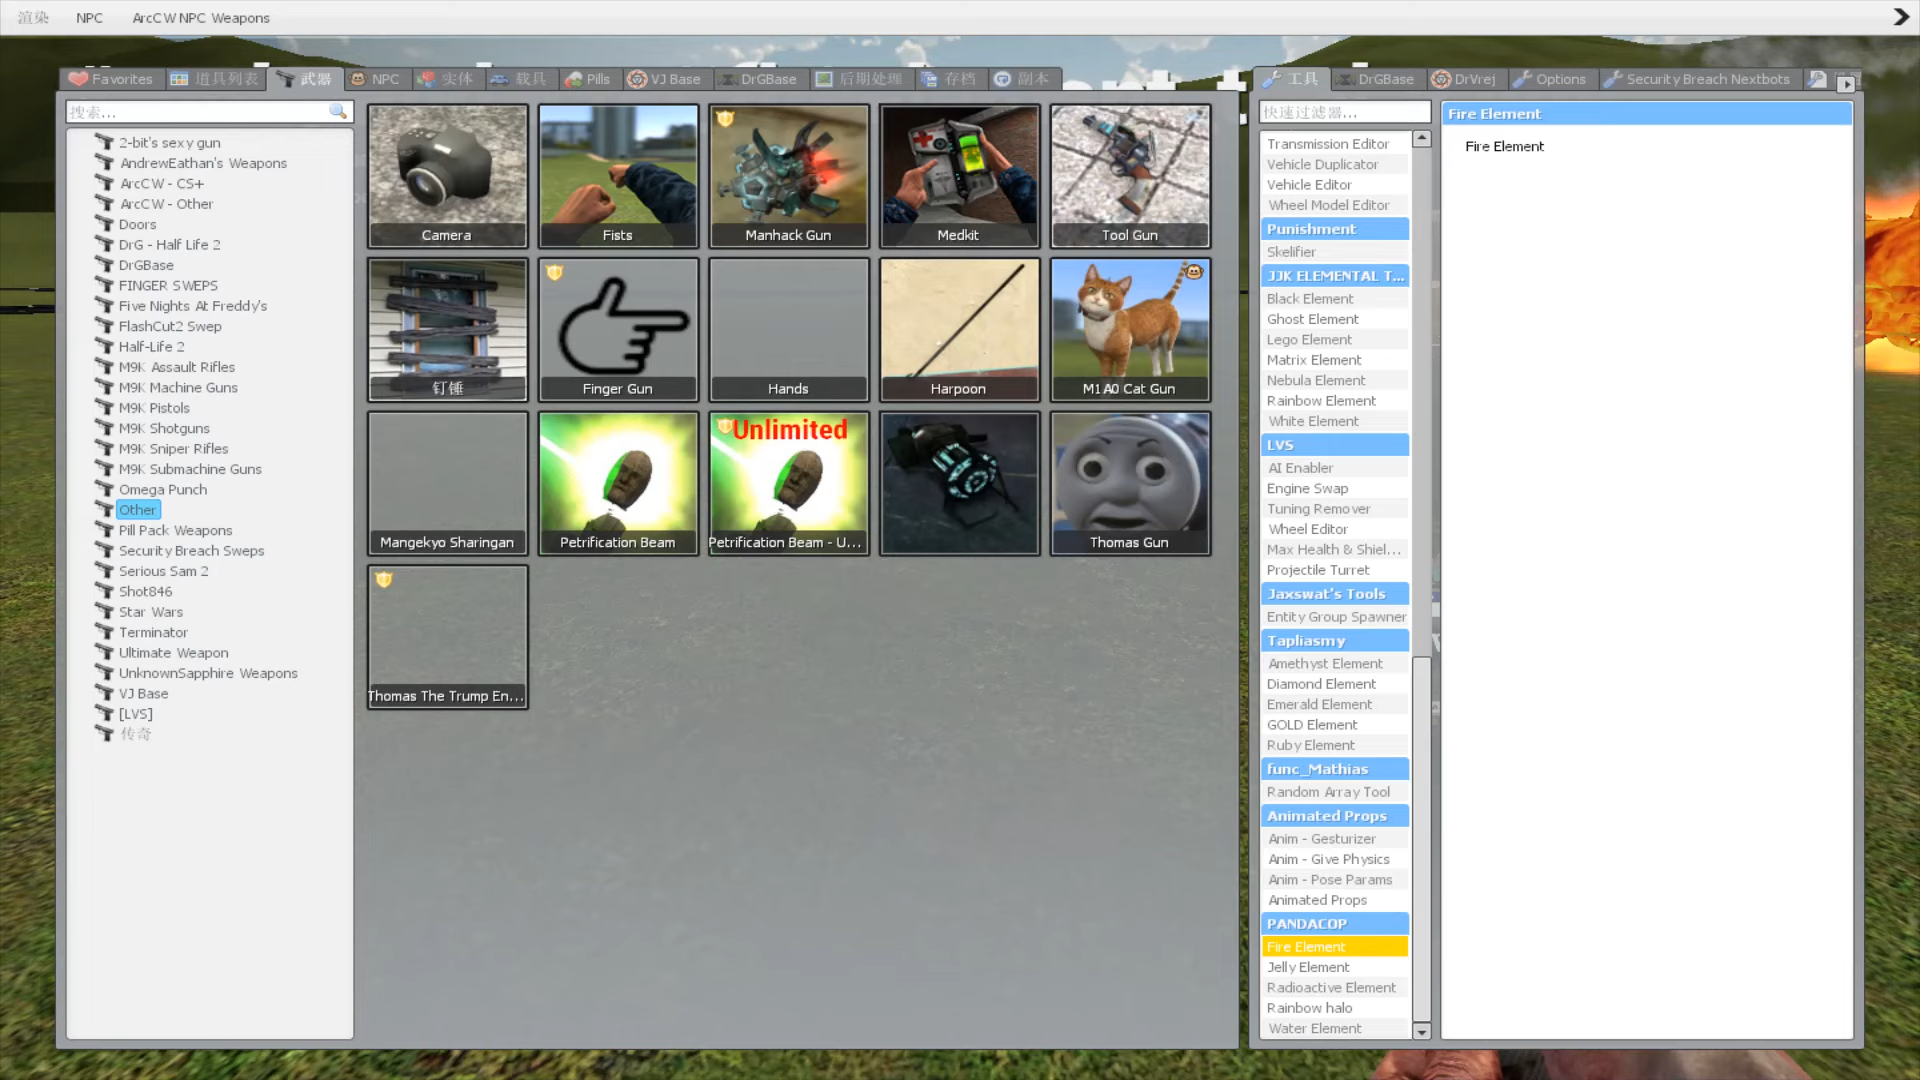 渲染 NPC ArcCW NPC Weapons
Favorites 道具列表 武器 NPC 实体 载具 Pills VJ Base DrGBase 后期处理 存档 副本
工具 DrGBase DrVrej Options Security Breach Nextbots
搜索...
2-bit's sexy gun
AndrewEathan's Weapons
ArcCW - CS+
ArcCW - Other
Doors
DrG - Half Life 2
DrGBase
FINGER SWEPS
Five Nights At Freddy's
FlashCut2 Swep
Half-Life 2
M9K Assault Rifles
M9K Machine Guns
M9K Pistols
M9K Shotguns
M9K Sniper Rifles
M9K Submachine Guns
Omega Punch
Other
Pill Pack Weapons
Security Breach Sweps
Serious Sam 2
Shot846
Star Wars
Terminator
Ultimate Weapon
UnknownSapphire Weapons
VJ Base
[LVS]
传奇
Camera Fists Manhack Gun Medkit Tool Gun
钉锤 Finger Gun Hands Harpoon M1A0 Cat Gun
Unlimited
Mangekyo Sharingan Petrification Beam Petrification Beam - U... Thomas Gun
Thomas The Trump En...
快速过滤器...
Transmission Editor
Vehicle Duplicator
Vehicle Editor
Wheel Model Editor
Punishment
Skelifier
JJK ELEMENTAL T...
Black Element
Ghost Element
Lego Element
Matrix Element
Nebula Element
Rainbow Element
White Element
LVS
AI Enabler
Engine Swap
Tuning Remover
Wheel Editor
Max Health & Shiel...
Projectile Turret
Jaxswat's Tools
Entity Group Spawner
Tapliasmy
Amethyst Element
Diamond Element
Emerald Element
GOLD Element
Ruby Element
func_Mathias
Random Array Tool
Animated Props
Anim - Gesturizer
Anim - Give Physics
Anim - Pose Params
Animated Props
PANDACOP
Fire Element
Jelly Element
Radioactive Element
Rainbow halo
Water Element
Fire Element
Fire Element